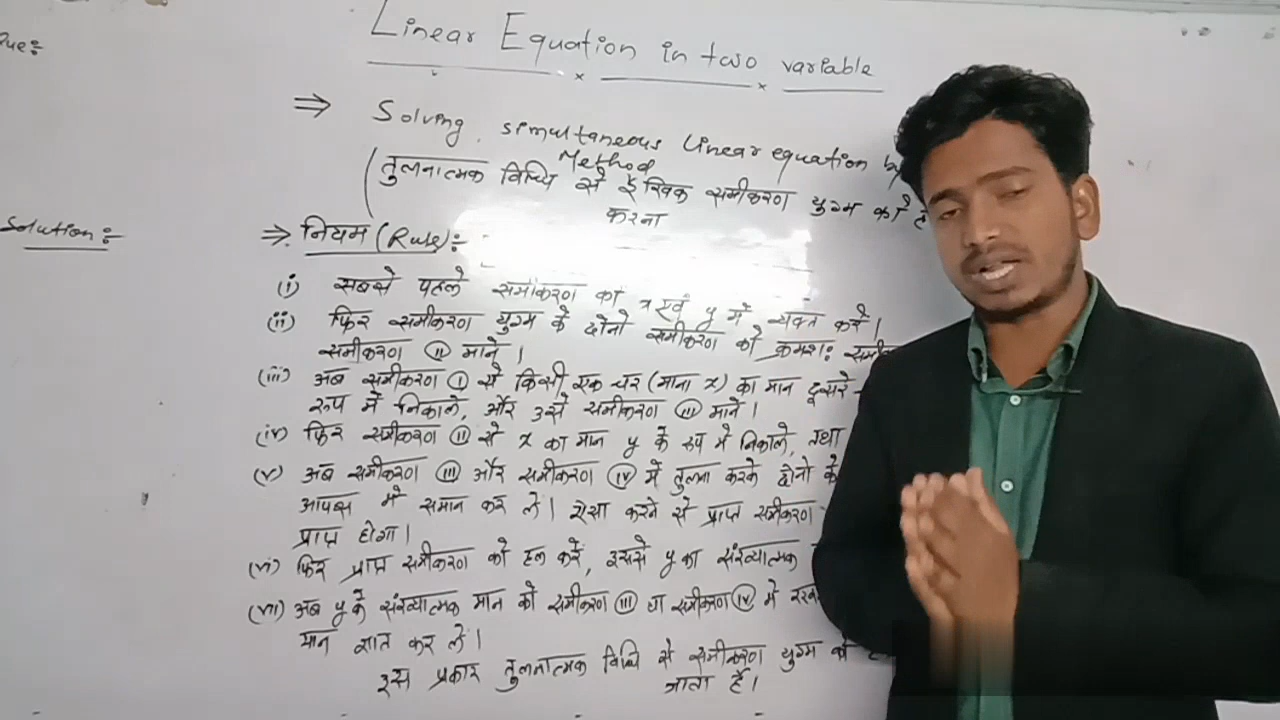 Linear Equation in two variable
Que:-
⇒ Solving simultaneous linear equation by
Method
(तुलनात्मक विधि से रैखिक समीकरण युग्म को
करना
Solution:-
⇒ नियम (Rule):-
(i) सबसे पहले समीकरण को x एवं y में व्यक्त करें।
(ii) फिर समीकरण युग्म के दोनो समीकरण को क्रमशः
समीकरण (II) माने।
(iii) अब समीकरण (I) से किसी एक चर (माना x) का मान दूसरे
रूप में निकाले, और उसे समीकरण (III) माने।
(iv) फिर समीकरण (II) से x का मान y के रूप में निकाले, तथा
(v) अब समीकरण (III) और समीकरण (IV) में तुलना करके दोनो के
आपस में समान कर लें। ऐसा करने से प्राप्त समीकरण
प्राप्त होगा।
(vi) फिर प्राप्त समीकरण को हल करें, इससे y का संख्यात्मक
(vii) अब y के संख्यात्मक मान को समीकरण (III) या समीकरण (IV) में
मान ज्ञात कर लें।
इस प्रकार तुलनात्मक विधि से समीकरण युग्म को
जाता है।